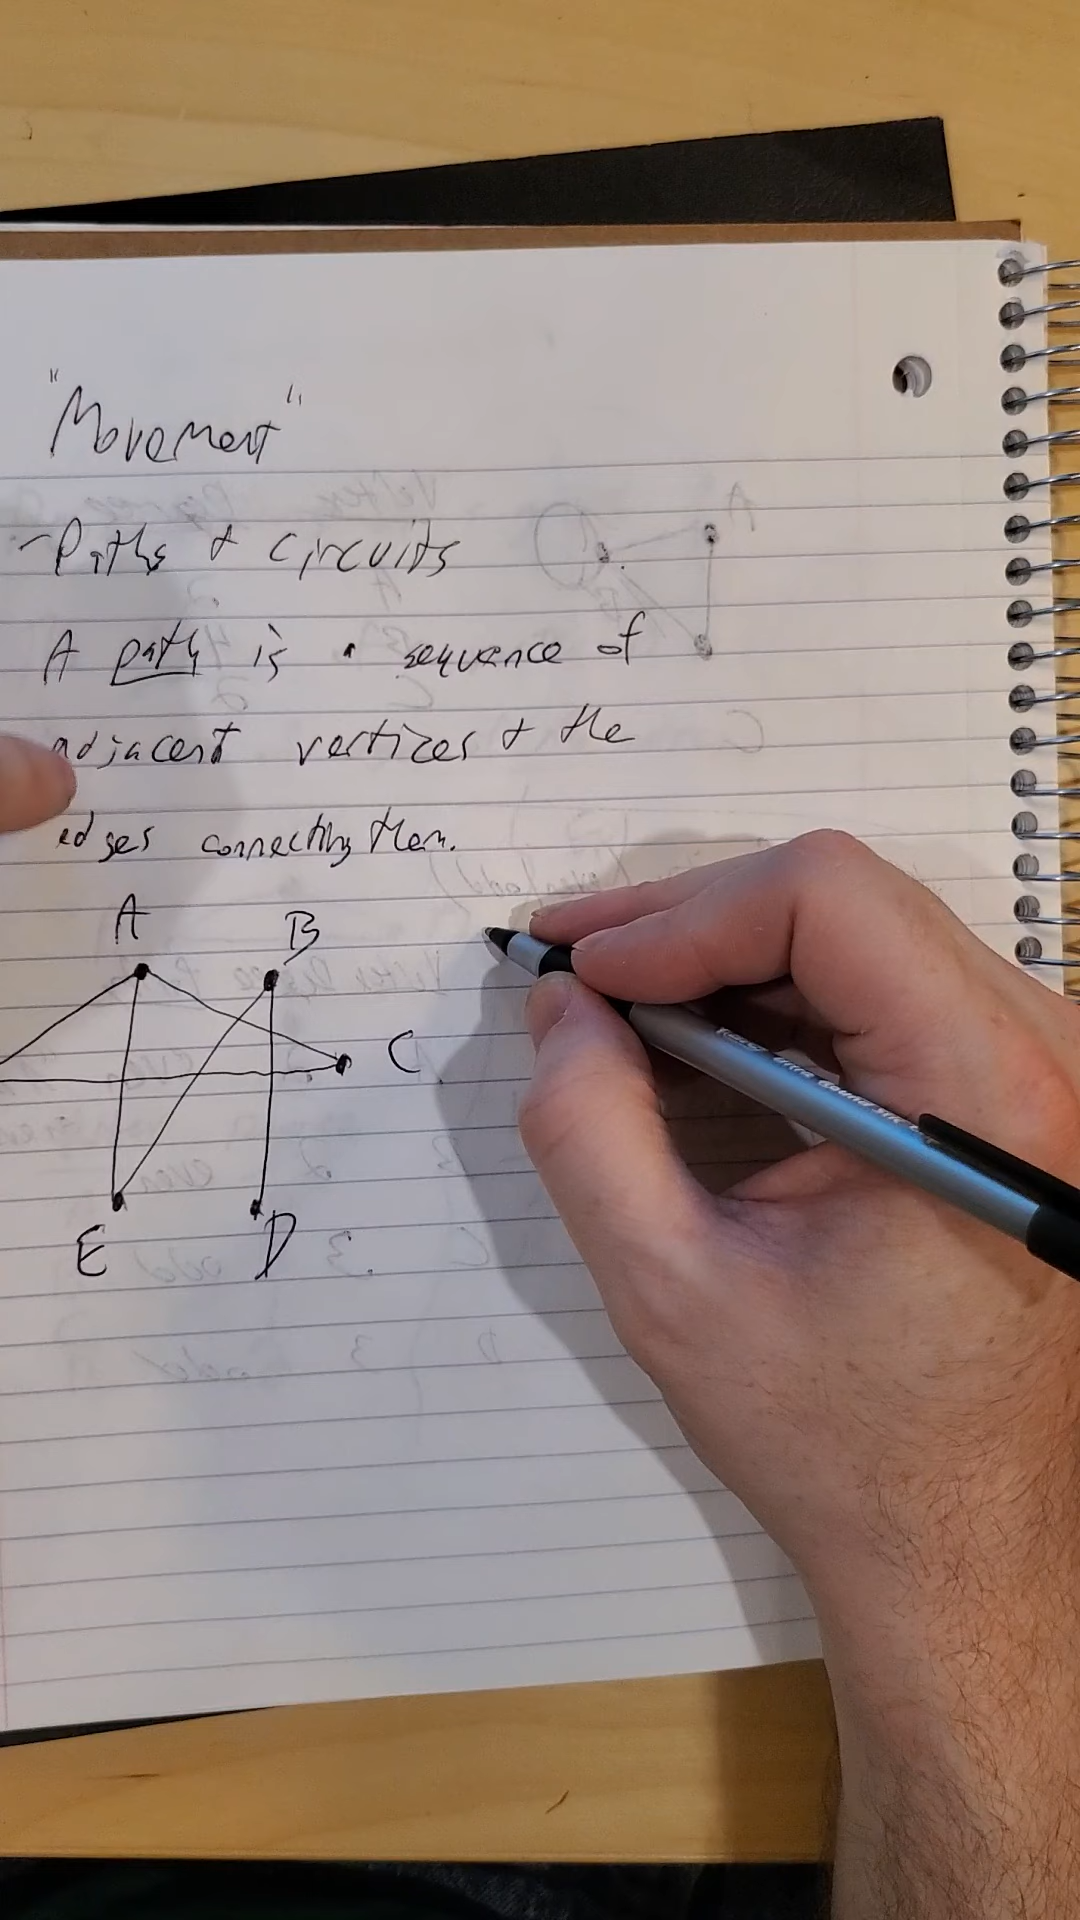 "Movement"
- Paths & circuits
A path is a sequence of
adjacent vertices & the
edges connecting them.
A
B
C
E
D